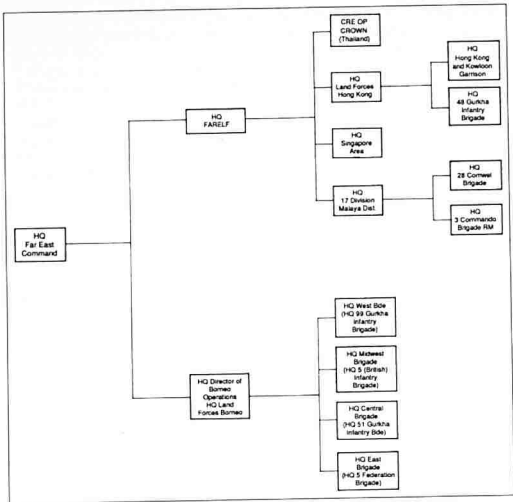 CRE OP
CROWN
(Thailand)
HQ
Land Forces
Hong Kong
HQ
Hong Kong
and Kowloon
Garrison
HQ
48 Gurkha
Infantry
Brigade
HQ
FARELF
HQ
Singapore
Area
HQ
17 Division
Malaya Dist.
HQ
28 Comwel
Brigade
HQ
3 Commando
Brigade RM
HQ
Far East
Command
HQ West Bde
(HQ 99 Gurkha
Infantry
Brigade)
HQ Midwest
Brigade
(HQ 5 (British)
Infantry
Brigade)
HQ Director of
Borneo
Operations
HQ Land
Forces Borneo
HQ Central
Brigade
(HQ 51 Gurkha
Infantry Bde)
HQ East
Brigade
(HQ 5 Federation
Brigade)